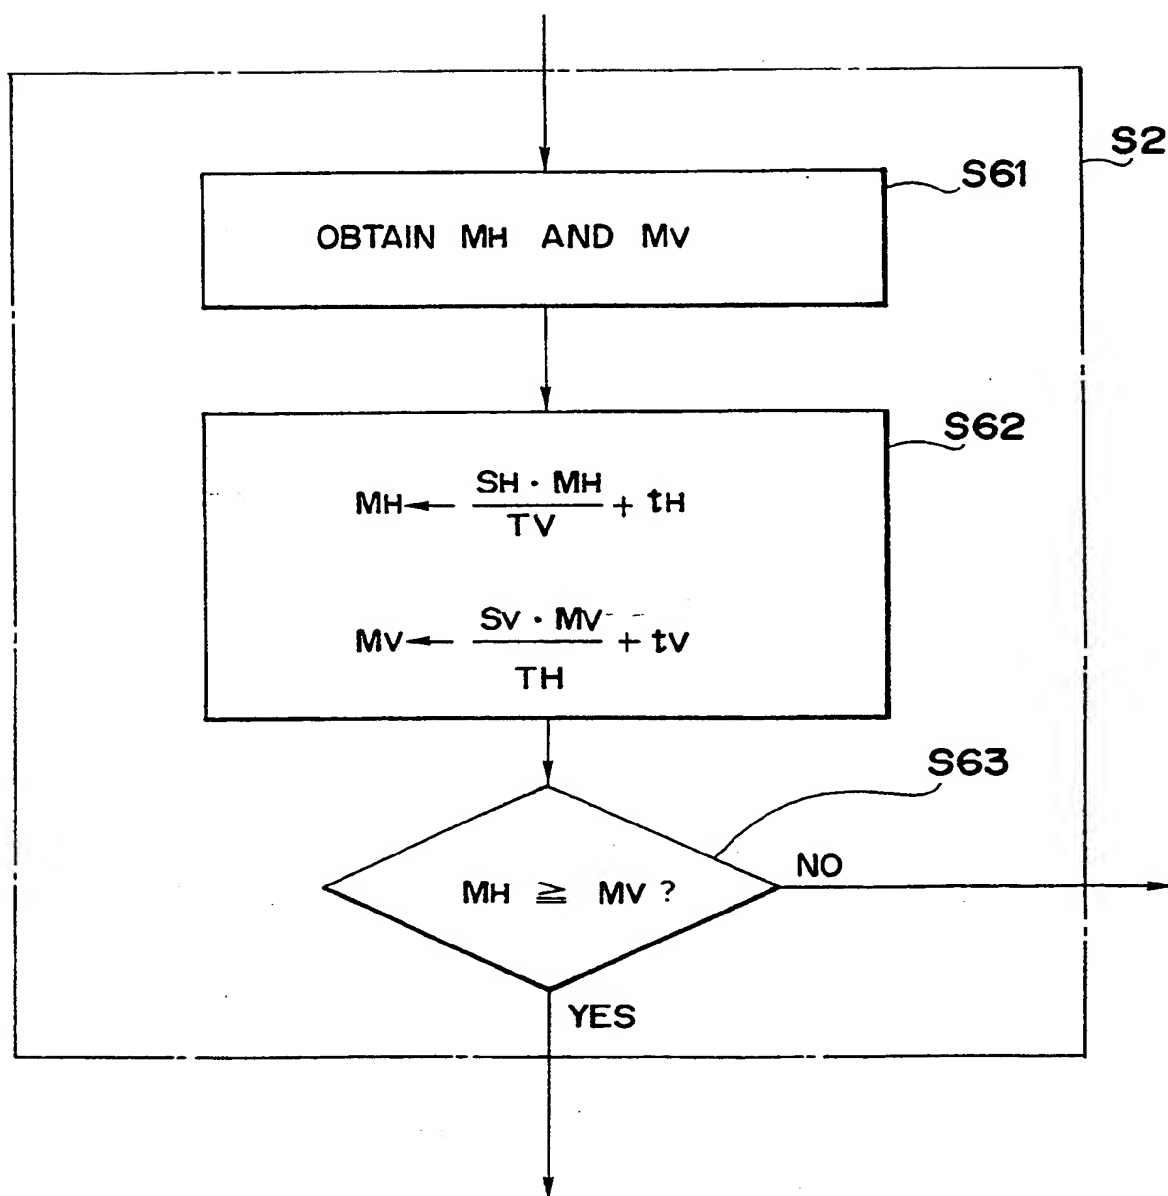 S2
S61
OBTAIN MH AND MV
S62
MH ← SH · MH / TV + tH
MV ← SV · MV / TH + tV
S63
MH ≧ MV ?
NO
YES